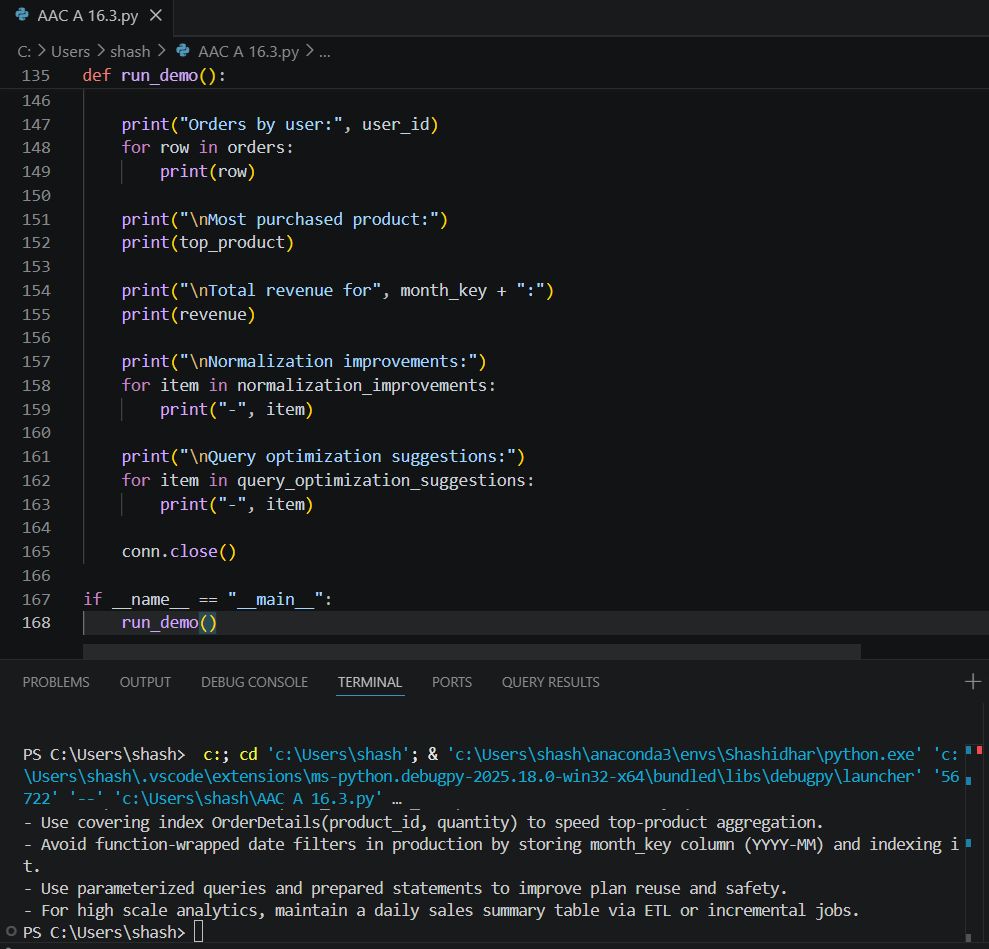 AAC A 16.3.py
C: > Users > shash > AAC A 16.3.py > ...
135 def run_demo():
146
147 print("Orders by user:", user_id)
148 for row in orders:
149 print(row)
150
151 print("\nMost purchased product:")
152 print(top_product)
153
154 print("\nTotal revenue for", month_key + ":")
155 print(revenue)
156
157 print("\nNormalization improvements:")
158 for item in normalization_improvements:
159 print("-", item)
160
161 print("\nQuery optimization suggestions:")
162 for item in query_optimization_suggestions:
163 print("-", item)
164
165 conn.close()
166
167 if __name__ == "__main__":
168 run_demo()
PROBLEMS OUTPUT DEBUG CONSOLE TERMINAL PORTS QUERY RESULTS
PS C:\Users\shash>  c:; cd 'c:\Users\shash'; & 'c:\Users\shash\anaconda3\envs\Shashidhar\python.exe' 'c:
\Users\shash\.vscode\extensions\ms-python.debugpy-2025.18.0-win32-x64\bundled\libs\debugpy\launcher' '56
722' '--' 'c:\Users\shash\AAC A 16.3.py' …
- Use covering index OrderDetails(product_id, quantity) to speed top-product aggregation.
- Avoid function-wrapped date filters in production by storing month_key column (YYYY-MM) and indexing i
t.
- Use parameterized queries and prepared statements to improve plan reuse and safety.
- For high scale analytics, maintain a daily sales summary table via ETL or incremental jobs.
PS C:\Users\shash>